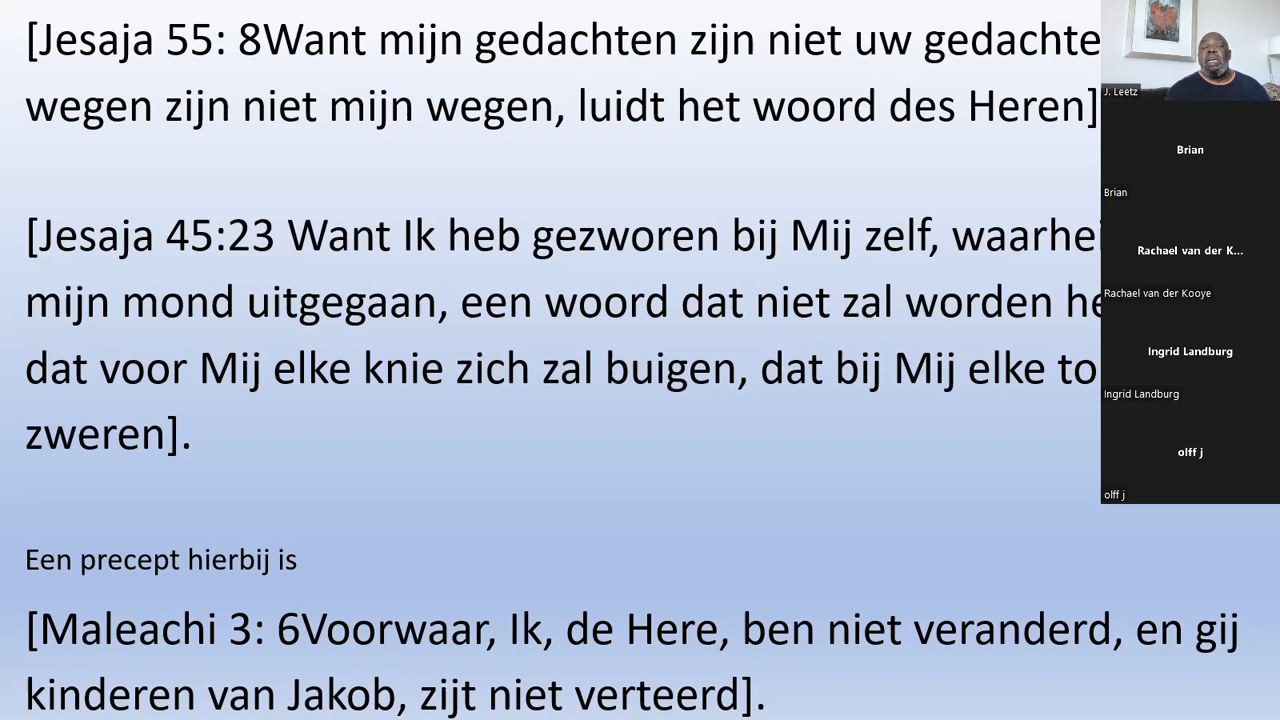 [Jesaja 55: 8Want mijn gedachten zijn niet uw gedachte
wegen zijn niet mijn wegen, luidt het woord des Heren]
[Jesaja 45:23 Want Ik heb gezworen bij Mij zelf, waarhei
mijn mond uitgegaan, een woord dat niet zal worden he
dat voor Mij elke knie zich zal buigen, dat bij Mij elke to
zweren].
Een precept hierbij is
[Maleachi 3: 6Voorwaar, Ik, de Here, ben niet veranderd, en gij
kinderen van Jakob, zijt niet verteerd].
J. Leetz
Brian
Brian
Rachael van der K...
Rachael van der Kooye
Ingrid Landburg
Ingrid Landburg
olff j
olff j